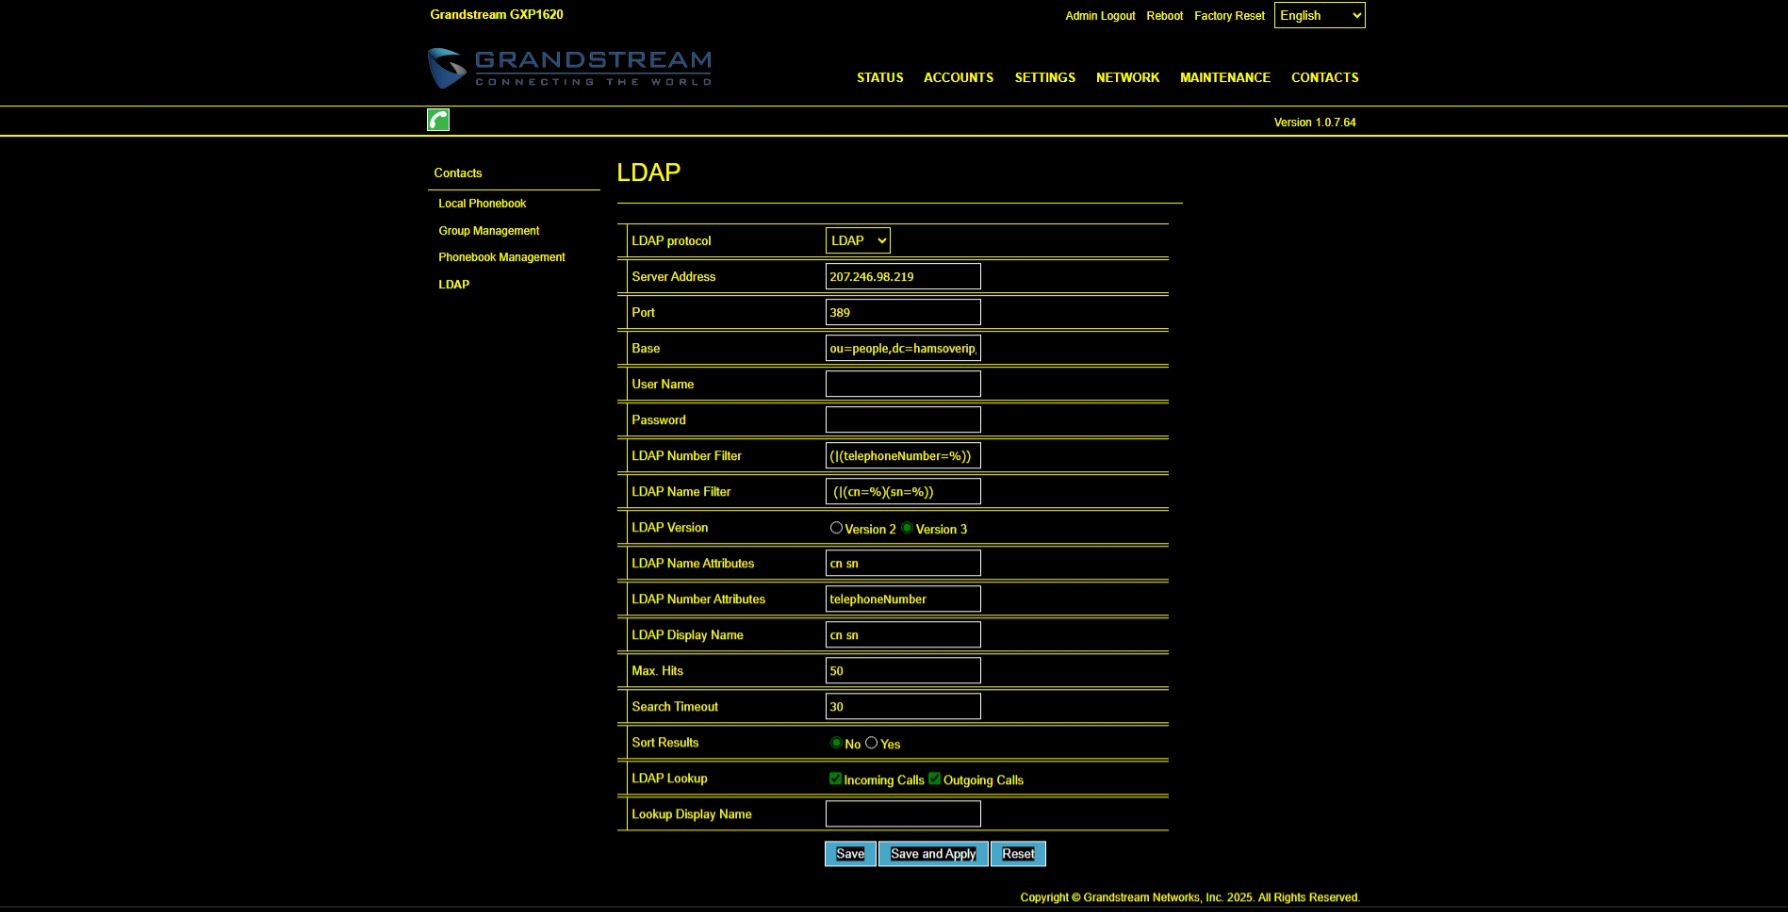 Grandstream GXP1620
Admin Logout Reboot Factory Reset English
GRANDSTREAM
CONNECTING THE WORLD
STATUS ACCOUNTS SETTINGS NETWORK MAINTENANCE CONTACTS
Version 1.0.7.64
Contacts
Local Phonebook
Group Management
Phonebook Management
LDAP
LDAP
LDAP protocol LDAP
Server Address 207.246.98.219
Port 389
Base ou=people,dc=hamsoverip,
User Name
Password
LDAP Number Filter (|(telephoneNumber=%))
LDAP Name Filter (|(cn=%)(sn=%))
LDAP Version Version 2 Version 3
LDAP Name Attributes cn sn
LDAP Number Attributes telephoneNumber
LDAP Display Name cn sn
Max. Hits 50
Search Timeout 30
Sort Results No Yes
LDAP Lookup Incoming Calls Outgoing Calls
Lookup Display Name
Save Save and Apply Reset
Copyright © Grandstream Networks, Inc. 2025. All Rights Reserved.